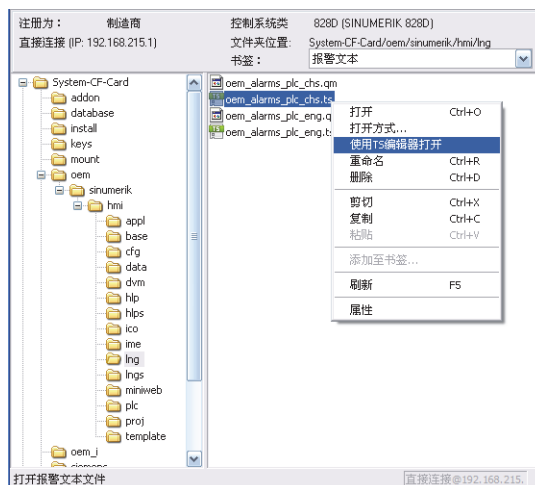 注册为： 制造商 控制系统类 828D (SINUMERIK 828D)
直接连接 (IP: 192.168.215.1) 文件夹位置: System-CF-Card/oem/sinumerik/hmi/lng
书签： 报警文本
System-CF-Card
addon
database
install
keys
mount
oem
sinumerik
hmi
appl
base
cfg
data
dvm
hlp
hlps
ico
ime
lng
lngs
miniweb
plc
proj
template
oem_i
siemens
oem_alarms_plc_chs.qm
oem_alarms_plc_chs.ts
oem_alarms_plc_eng.q
oem_alarms_plc_eng.t
打开 Ctrl+O
打开方式...
使用TS编辑器打开
重命名 Ctrl+R
删除 Ctrl+D
剪切 Ctrl+X
复制 Ctrl+C
粘贴 Ctrl+V
添加至书签...
刷新 F5
属性
打开报警文本文件 直接连接@192.168.215.